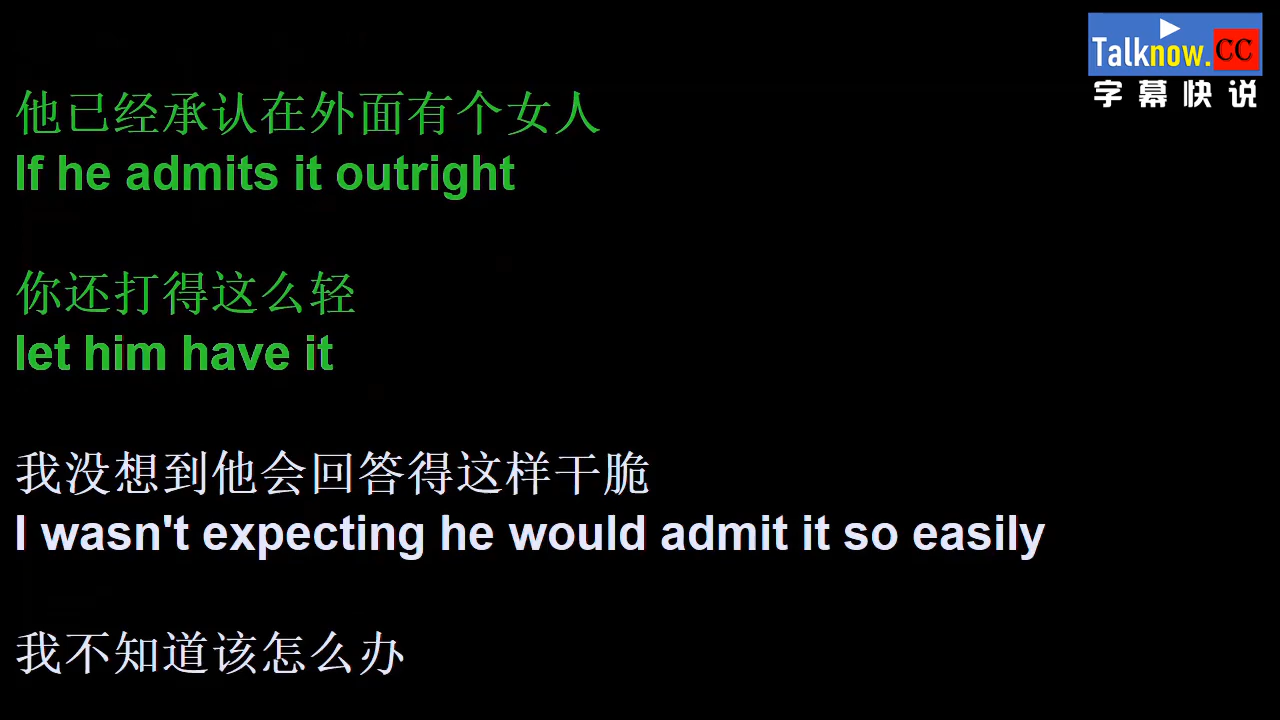 Talknow.CC
字幕快说
他已经承认在外面有个女人
If he admits it outright
你还打得这么轻
let him have it
我没想到他会回答得这样干脆
I wasn't expecting he would admit it so easily
我不知道该怎么办